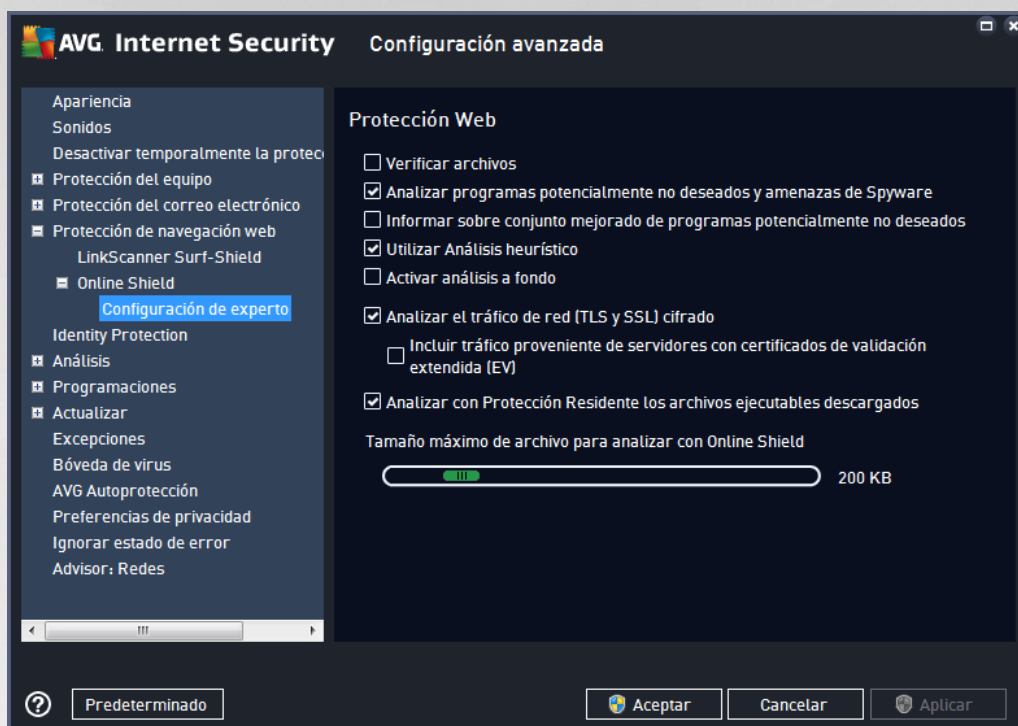 AVG. Internet Security
Configuración avanzada
Apariencia
Sonidos
Desactivar temporalmente la protec
Protección del equipo
Protección del correo electrónico
Protección de navegación web
LinkScanner Surf-Shield
Online Shield
Configuración de experto
Identity Protection
Análisis
Programaciones
Actualizar
Excepciones
Bóveda de virus
AVG Autoprotección
Preferencias de privacidad
Ignorar estado de error
Advisor: Redes
Protección Web
Verificar archivos
Analizar programas potencialmente no deseados y amenazas de Spyware
Informar sobre conjunto mejorado de programas potencialmente no deseados
Utilizar Análisis heurístico
Activar análisis a fondo
Analizar el tráfico de red (TLS y SSL) cifrado
Incluir tráfico proveniente de servidores con certificados de validación
extendida (EV)
Analizar con Protección Residente los archivos ejecutables descargados
Tamaño máximo de archivo para analizar con Online Shield
200 KB
?
Predeterminado
Aceptar
Cancelar
Aplicar